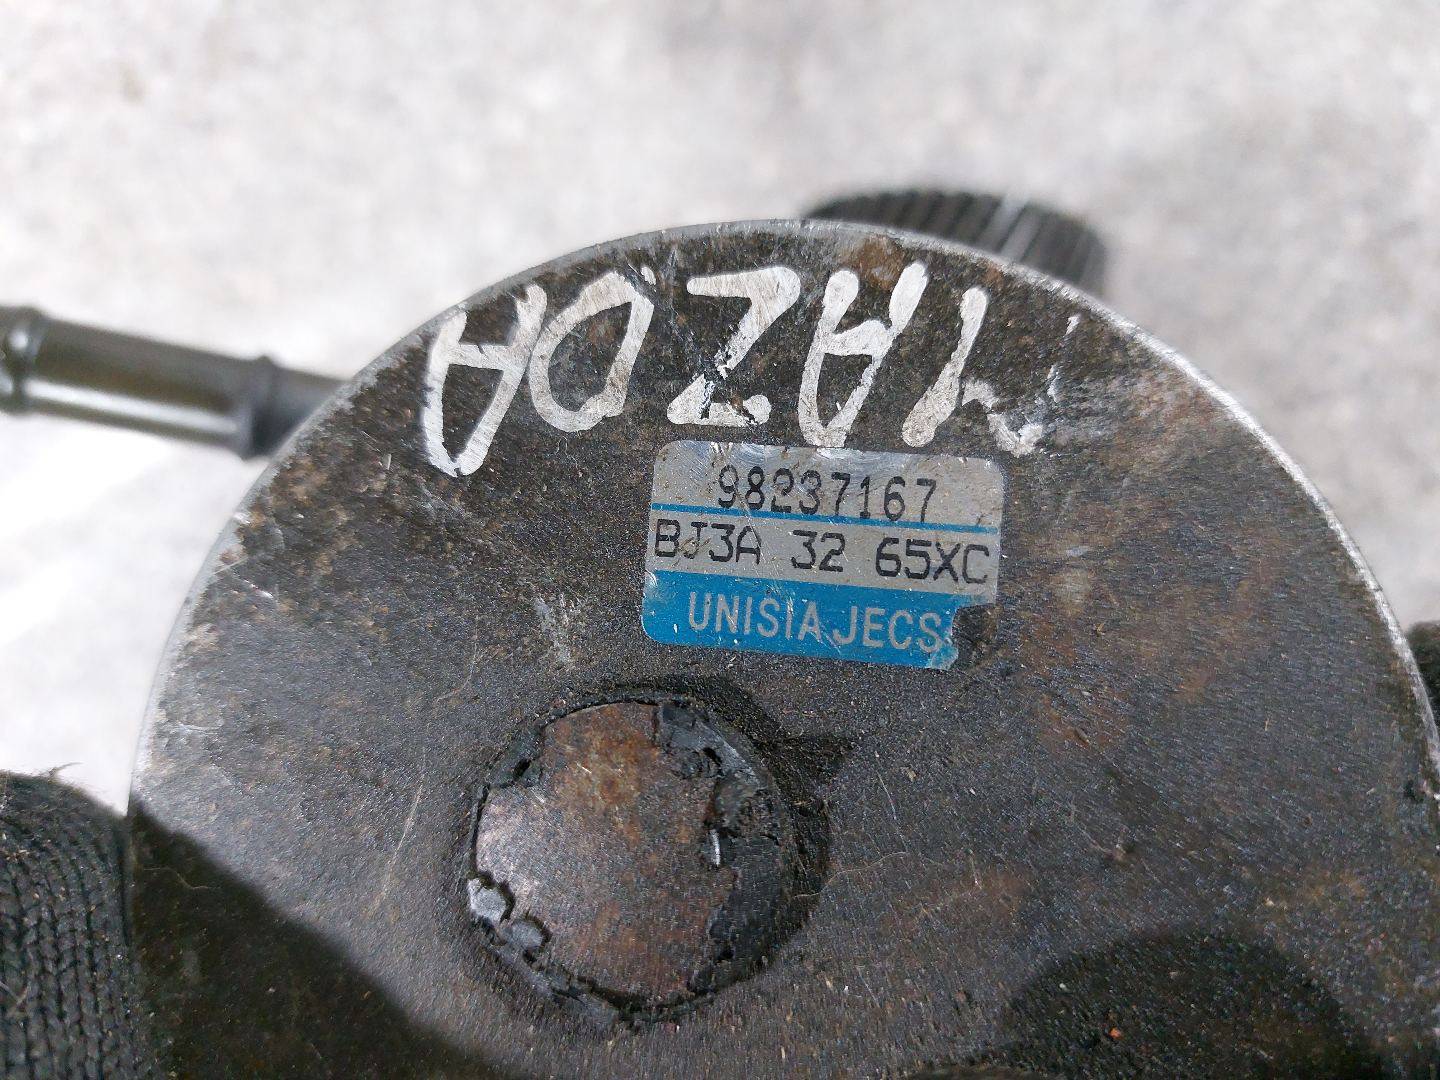 MAZDA
98237167
BJ3A 32 65XC
UNISIA JECS